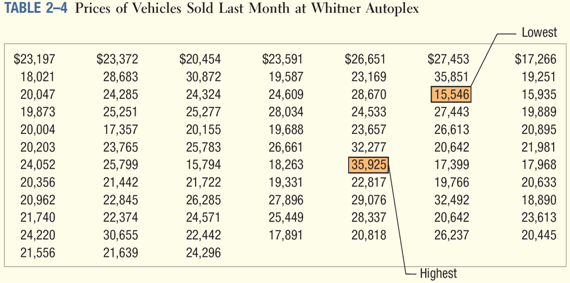 TABLE 2–4 Prices of Vehicles Sold Last Month at Whitner Autoplex
Lowest
$23,197 $23,372 $20,454 $23,591 $26,651 $27,453 $17,266
18,021 28,683 30,872 19,587 23,169 35,851 19,251
20,047 24,285 24,324 24,609 28,670 15,546 15,935
19,873 25,251 25,277 28,034 24,533 27,443 19,889
20,004 17,357 20,155 19,688 23,657 26,613 20,895
20,203 23,765 25,783 26,661 32,277 20,642 21,981
24,052 25,799 15,794 18,263 35,925 17,399 17,968
20,356 21,442 21,722 19,331 22,817 19,766 20,633
20,962 22,845 26,285 27,896 29,076 32,492 18,890
21,740 22,374 24,571 25,449 28,337 20,642 23,613
24,220 30,655 22,442 17,891 20,818 26,237 20,445
21,556 21,639 24,296
Highest